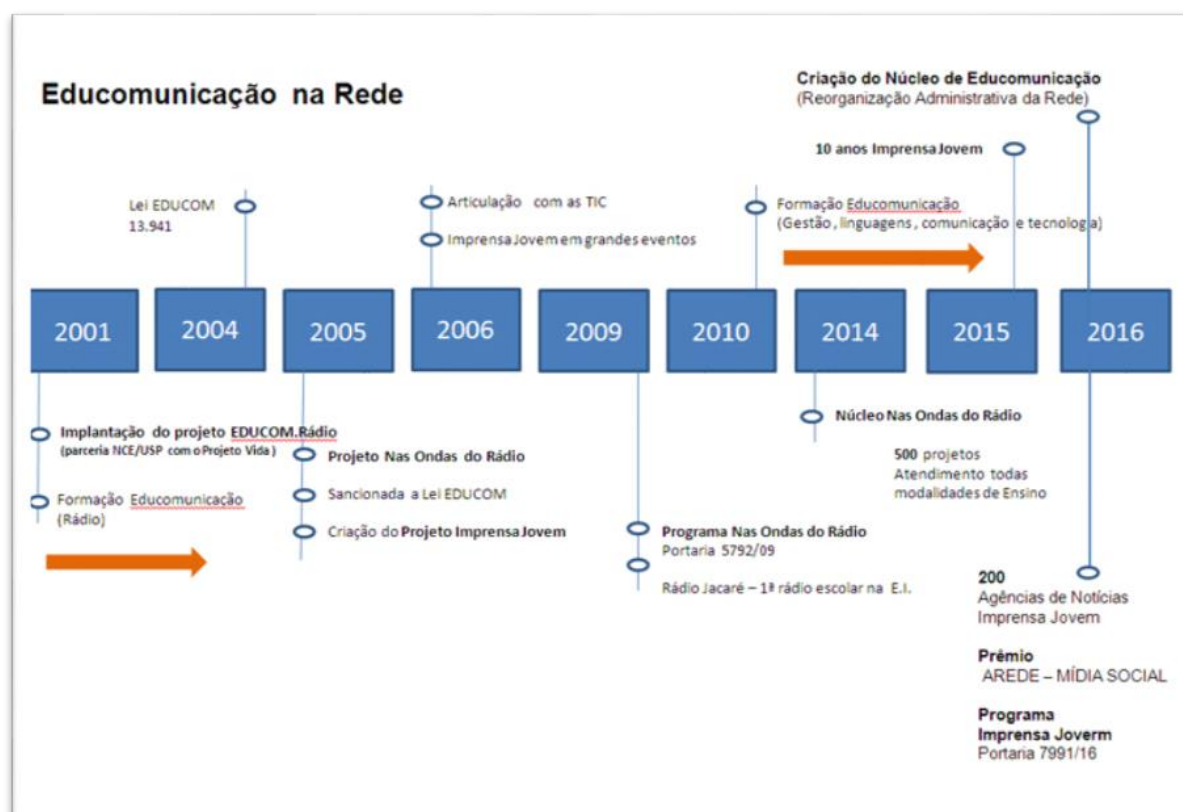 Educomunicação na Rede
Criação do Núcleo de Educomunicação
(Reorganização Administrativa da Rede)
10 anos Imprensa Jovem
Lei EDUCOM
13.941
Articulação com as TIC
Imprensa Jovem em grandes eventos
Formação Educomunicação
(Gestão, linguagens, comunicação e tecnologia)
2001
2004
2005
2006
2009
2010
2014
2015
2016
Implantação do projeto EDUCOM.Rádio
(parceria NCE/USP com o Projeto Vida)
Formação Educomunicação
(Rádio)
Projeto Nas Ondas do Rádio
Sancionada a Lei EDUCOM
Criação do Projeto Imprensa Jovem
Programa Nas Ondas do Rádio
Portaria 5792/09
Rádio Jacaré – 1ª rádio escolar na E.I.
Núcleo Nas Ondas do Rádio
500 projetos
Atendimento todas
modalidades de Ensino
200
Agências de Notícias
Imprensa Jovem
Prêmio
AREDE – MÍDIA SOCIAL
Programa
Imprensa Joverm
Portaria 7991/16